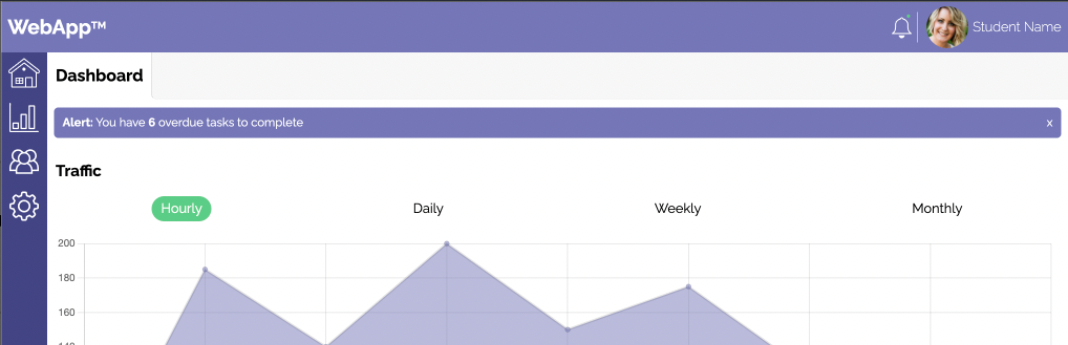 WebApp™
Student Name
Dashboard
Alert: You have 6 overdue tasks to complete x
Traffic
Hourly Daily Weekly Monthly
200
180
160
140